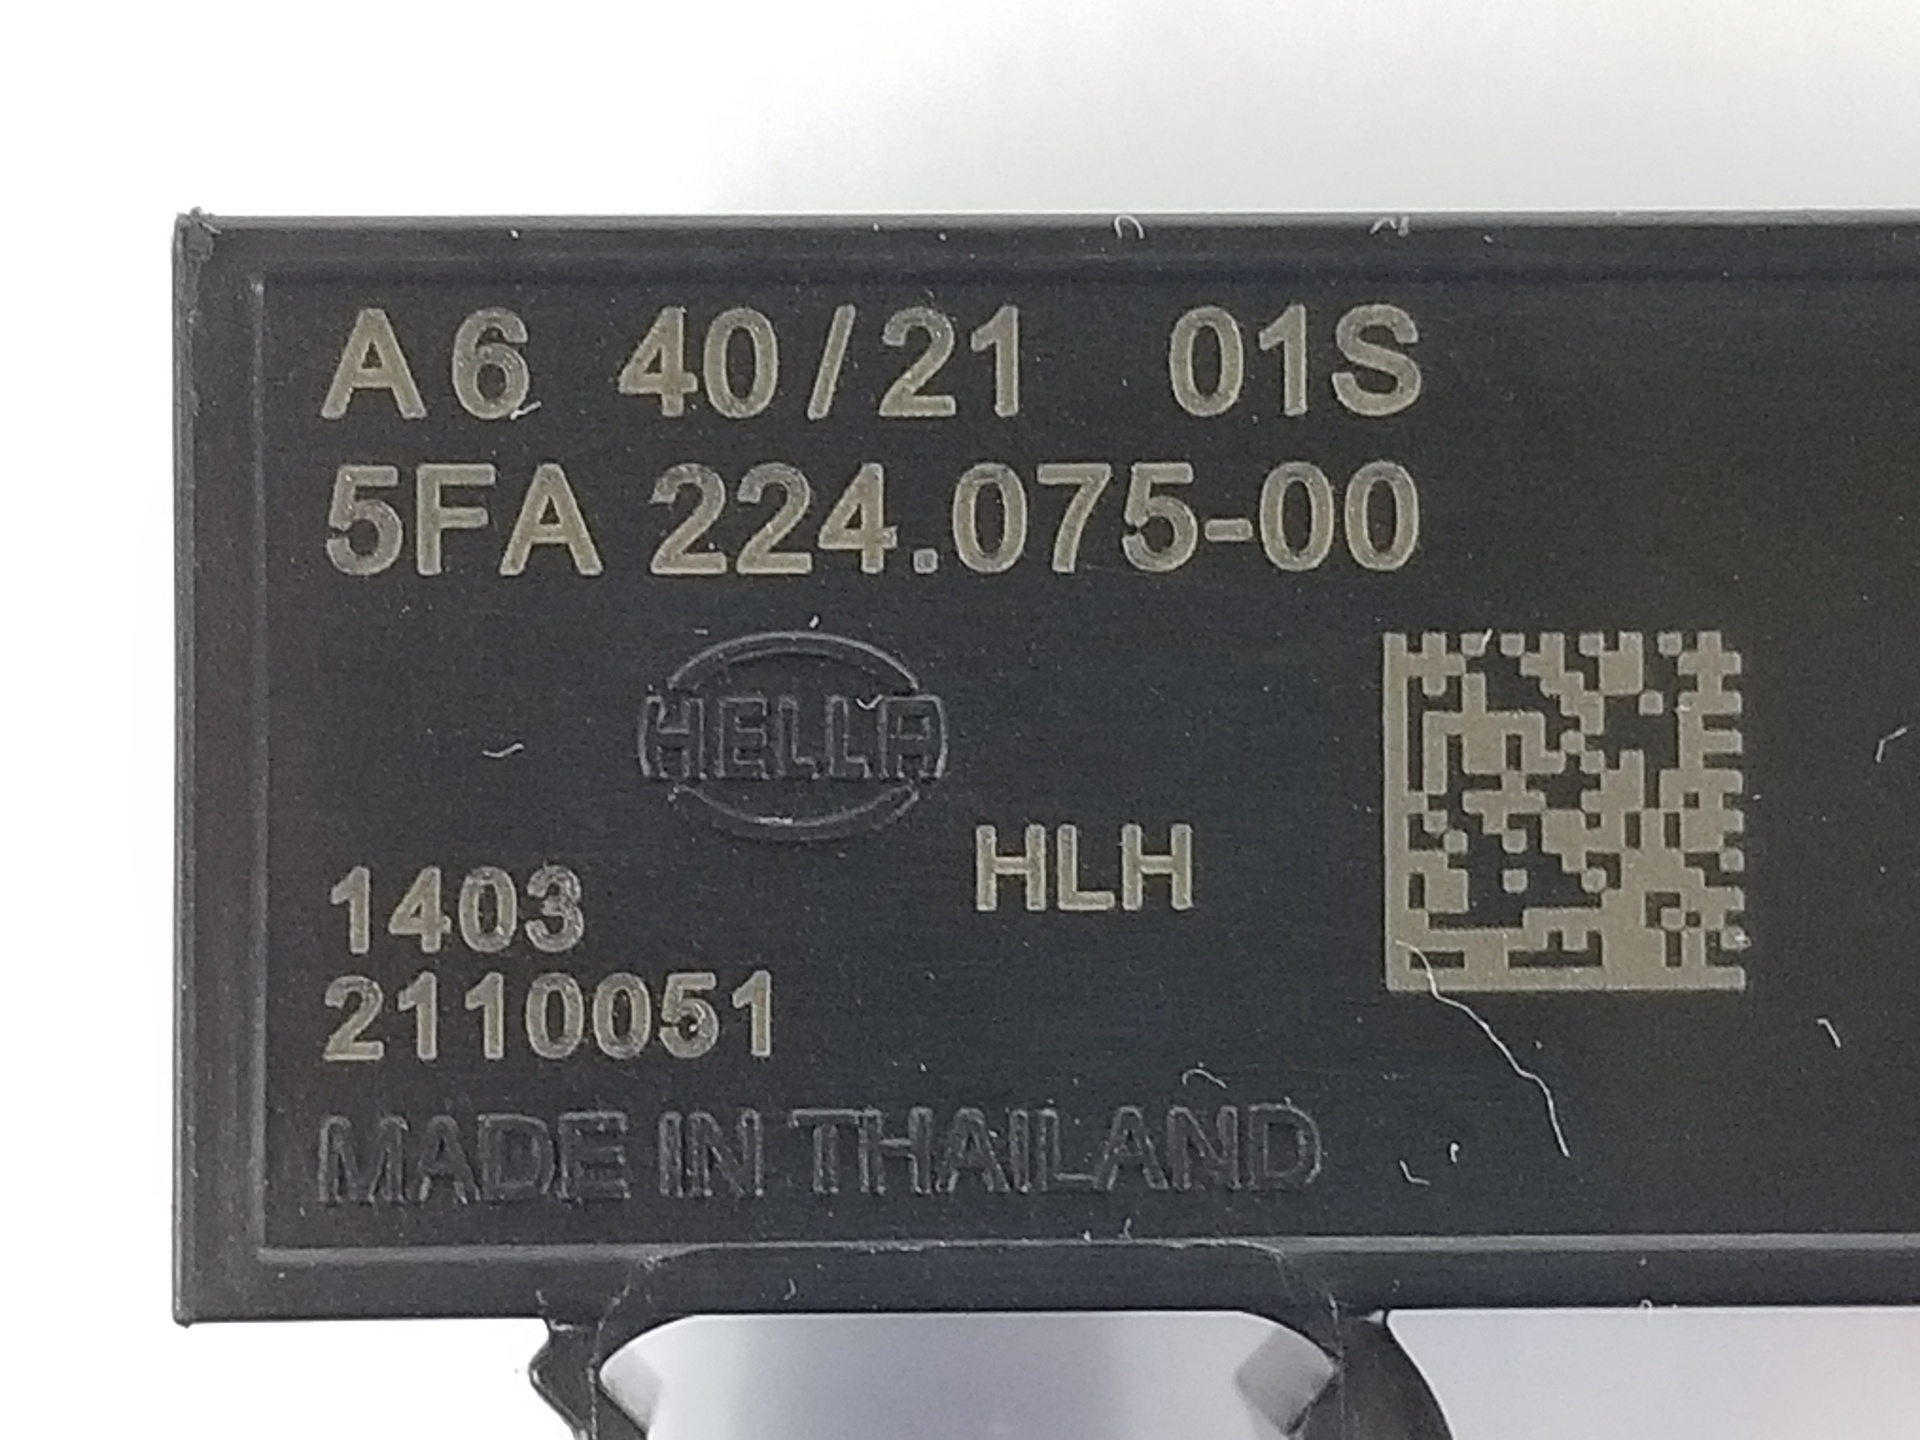 A6 40/21 01S
5FA 224.075-00
HELLA
HLH
1403
2110051
MADE IN THAILAND